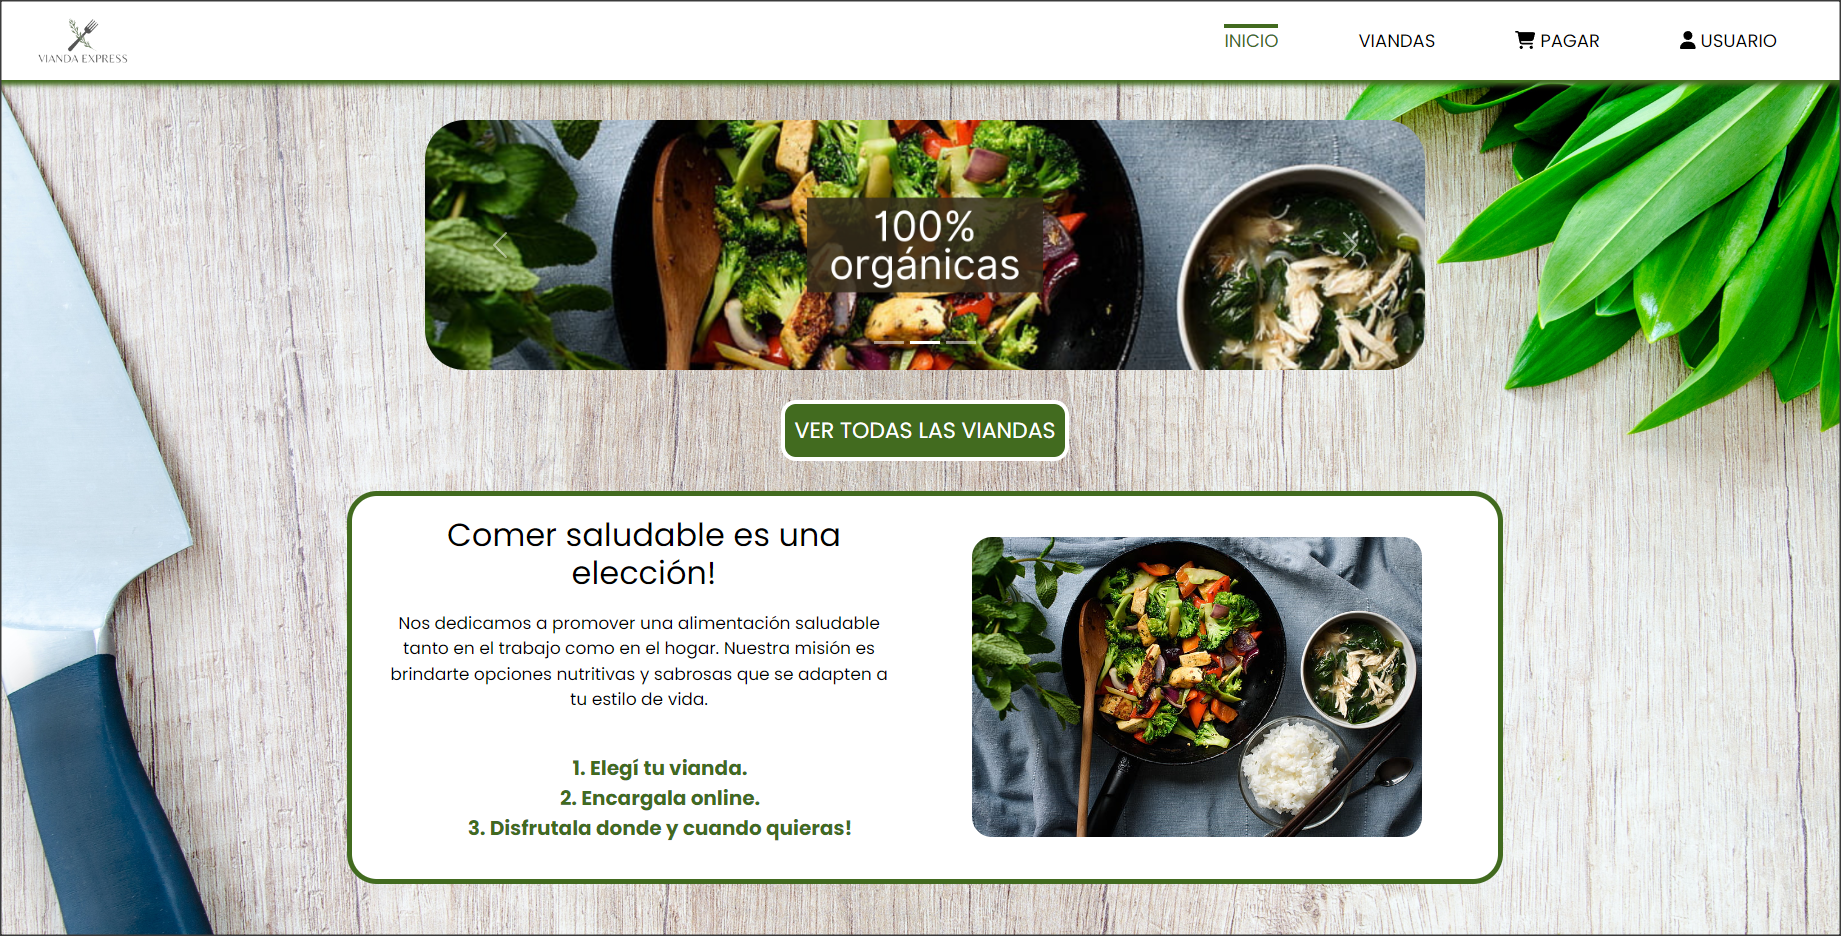 VIANDA EXPRESS
INICIO
VIANDAS
PAGAR
USUARIO
100%
orgánicas
VER TODAS LAS VIANDAS
Comer saludable es una
elección!
Nos dedicamos a promover una alimentación saludable
tanto en el trabajo como en el hogar. Nuestra misión es
brindarte opciones nutritivas y sabrosas que se adapten a
tu estilo de vida.
1. Elegí tu vianda.
2. Encargala online.
3. Disfrutala donde y cuando quieras!